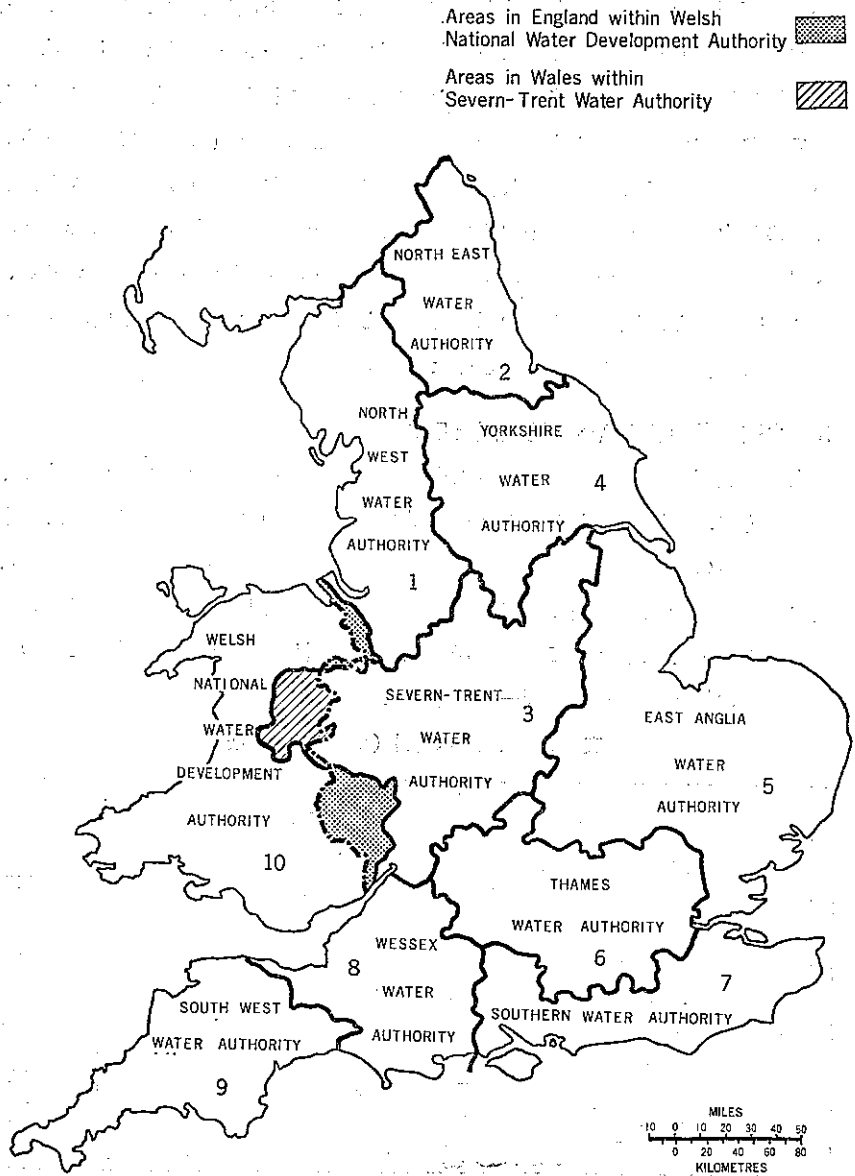 Areas in England within Welsh
National Water Development Authority
Areas in Wales within
Severn-Trent Water Authority
NORTH EAST
WATER
AUTHORITY
2
NORTH
WEST
WATER
AUTHORITY
1
YORKSHIRE
WATER
AUTHORITY
4
WELSH
NATIONAL
WATER
DEVELOPMENT
AUTHORITY
10
SEVERN-TRENT
WATER
AUTHORITY
3
EAST ANGLIA
WATER
AUTHORITY
5
THAMES
WATER AUTHORITY
6
WESSEX
WATER
AUTHORITY
8
SOUTHERN WATER AUTHORITY
7
SOUTH WEST
WATER AUTHORITY
9
MILES
10 0 10 20 30 40 50
0 20 40 60 80
KILOMETRES